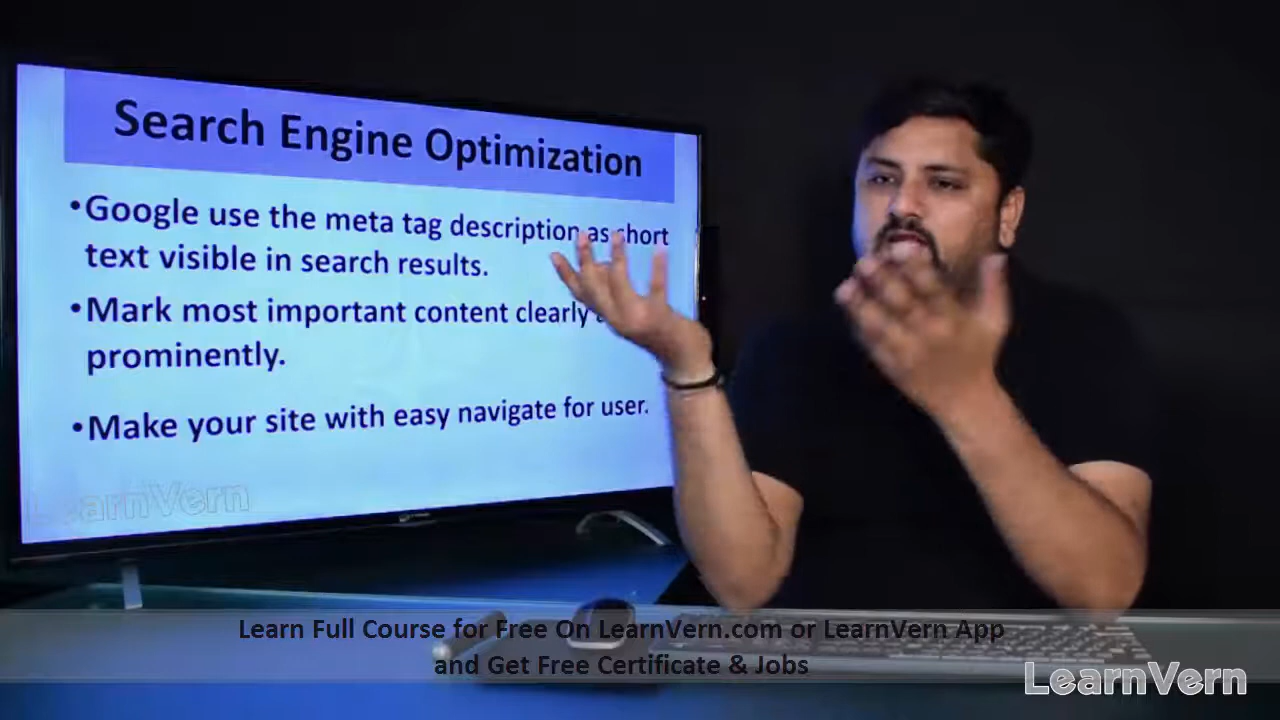 Search Engine Optimization
•Google use the meta tag description as short
text visible in search results.
•Mark most important content clearly
prominently.
•Make your site with easy navigate for user.
LearnVern
Learn Full Course for Free On LearnVern.com or LearnVern App
and Get Free Certificate & Jobs
LearnVern